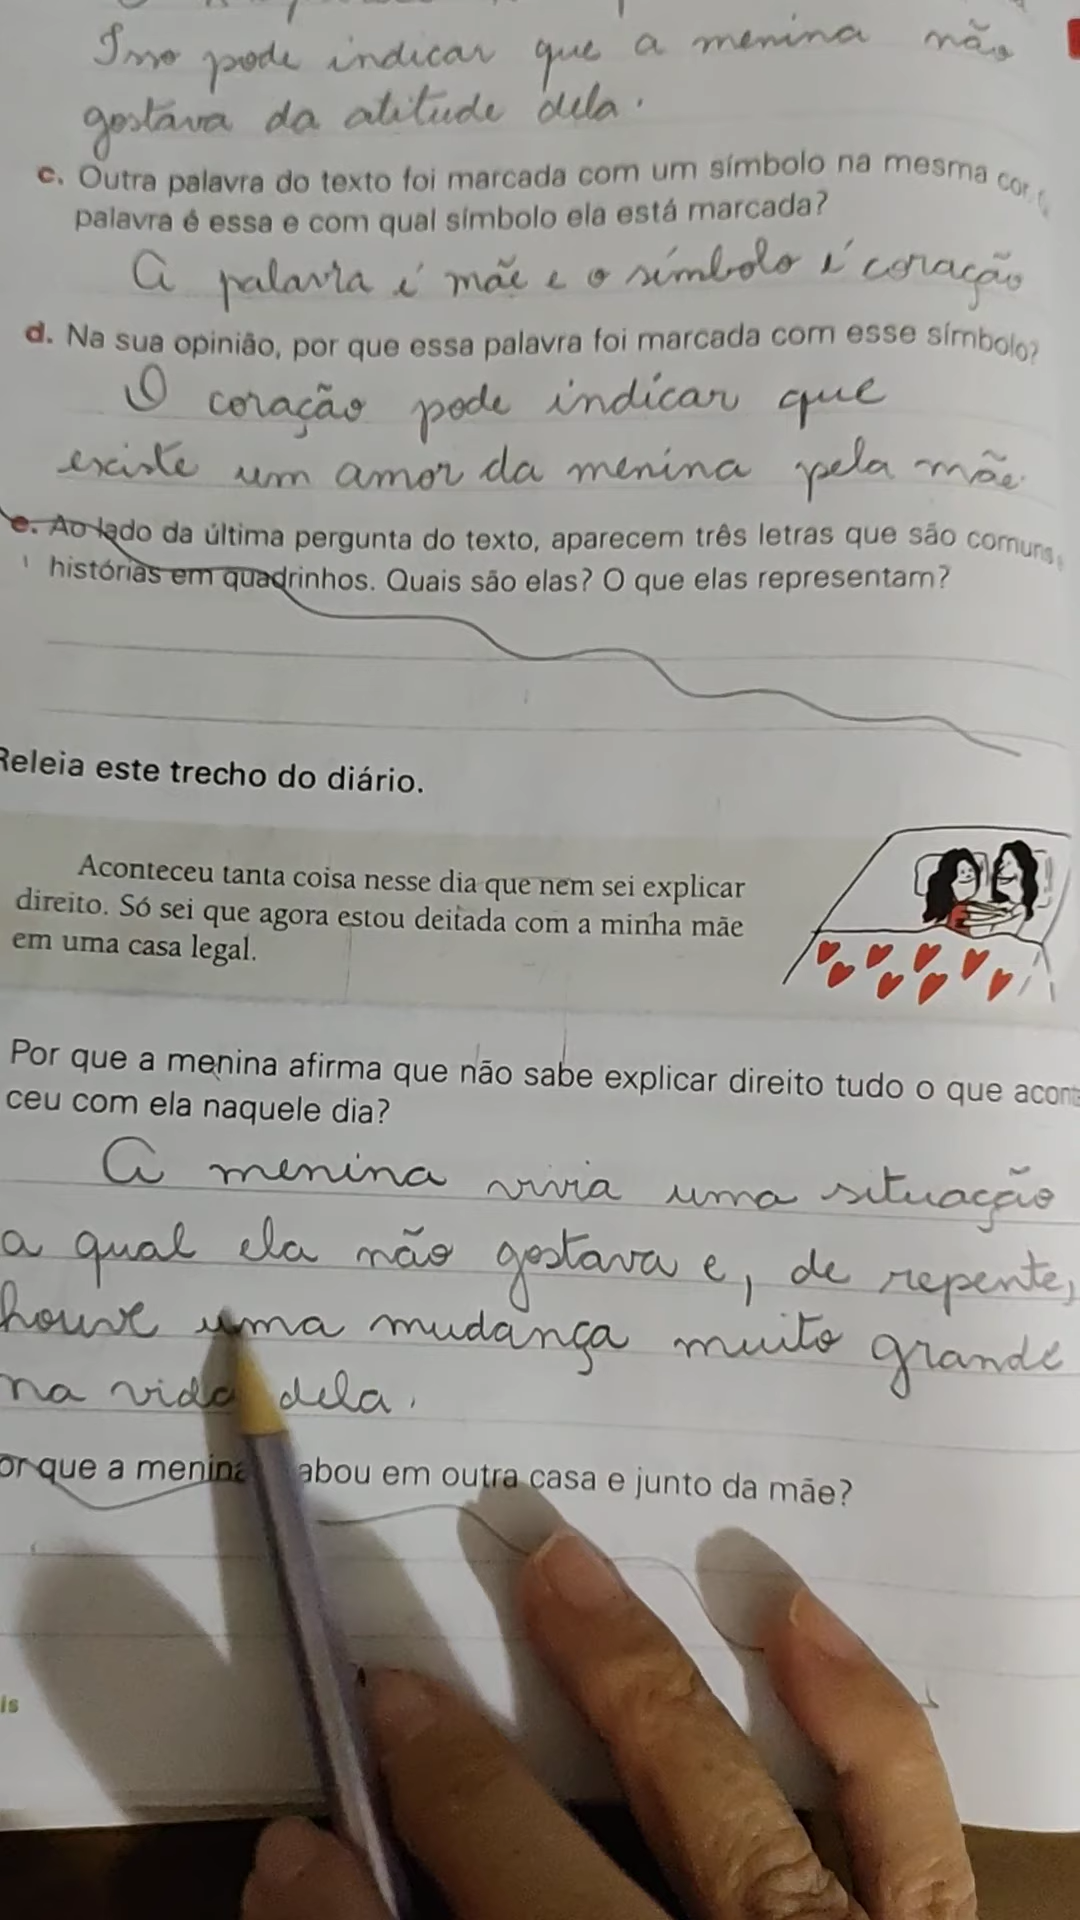 Isso pode indicar que a menina não
gostava da atitude dela.
c. Outra palavra do texto foi marcada com um símbolo na mesma cor.
palavra é essa e com qual símbolo ela está marcada?
A palavra é mãe e o símbolo é coração
d. Na sua opinião, por que essa palavra foi marcada com esse símbolo?
O coração pode indicar que
existe um amor da menina pela mãe.
e. Ao lado da última pergunta do texto, aparecem três letras que são comuns
histórias em quadrinhos. Quais são elas? O que elas representam?
Releia este trecho do diário.
Aconteceu tanta coisa nesse dia que nem sei explicar
direito. Só sei que agora estou deitada com a minha mãe
em uma casa legal.
Por que a menina afirma que não sabe explicar direito tudo o que acont
ceu com ela naquele dia?
A menina vivia uma situação
a qual ela não gostava e, de repente,
houve uma mudança muito grande
na vida dela.
or que a menina abou em outra casa e junto da mãe?
is